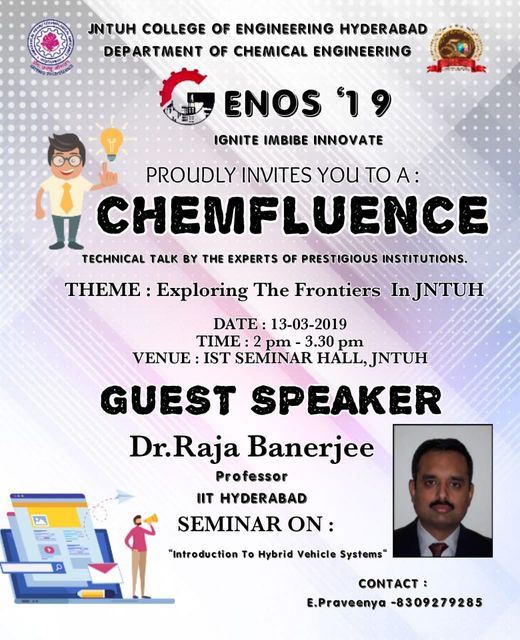 JNTUH COLLEGE OF ENGINEERING HYDERABAD
DEPARTMENT OF CHEMICAL ENGINEERING
GENOS '19
IGNITE IMBIBE INNOVATE
PROUDLY INVITES YOU TO A :
CHEMFLUENCE
TECHNICAL TALK BY THE EXPERTS OF PRESTIGIOUS INSTITUTIONS.
THEME : Exploring The Frontiers In JNTUH
DATE : 13-03-2019
TIME : 2 pm - 3.30 pm
VENUE : IST SEMINAR HALL, JNTUH
GUEST SPEAKER
Dr.Raja Banerjee
Professor
IIT HYDERABAD
SEMINAR ON :
"Introduction To Hybrid Vehicle Systems"
CONTACT :
E.Praveenya -8309279285